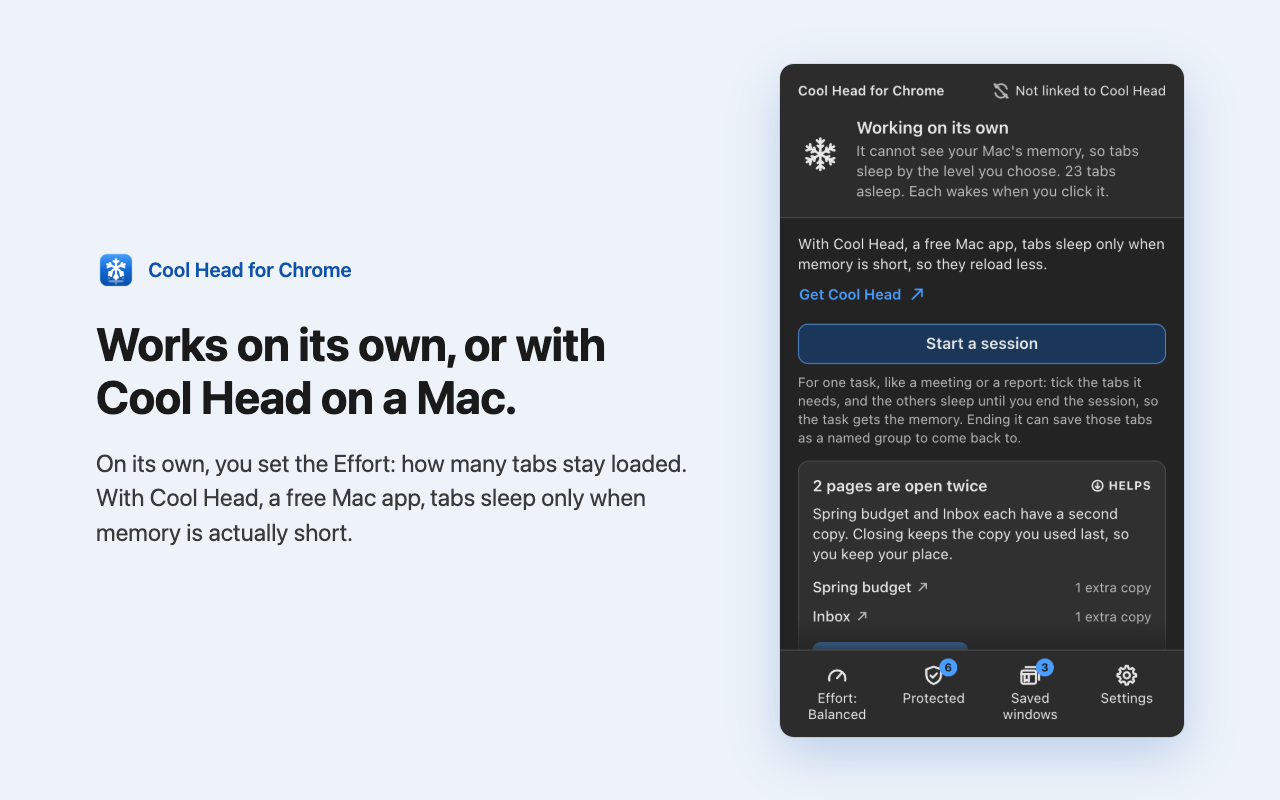 Cool Head for Chrome
Works on its own, or with
Cool Head on a Mac.
On its own, you set the Effort: how many tabs stay loaded.
With Cool Head, a free Mac app, tabs sleep only when
memory is actually short.
Cool Head for Chrome
Not linked to Cool Head
Working on its own
It cannot see your Mac's memory, so tabs
sleep by the level you choose. 23 tabs
asleep. Each wakes when you click it.
With Cool Head, a free Mac app, tabs sleep only when
memory is short, so they reload less.
Get Cool Head
Start a session
For one task, like a meeting or a report: tick the tabs it
needs, and the others sleep until you end the session, so
the task gets the memory. Ending it can save those tabs
as a named group to come back to.
2 pages are open twice
HELPS
Spring budget and Inbox each have a second
copy. Closing keeps the copy you used last, so
you keep your place.
Spring budget
1 extra copy
Inbox
1 extra copy
Effort:
Balanced
6
Protected
3
Saved
windows
Settings